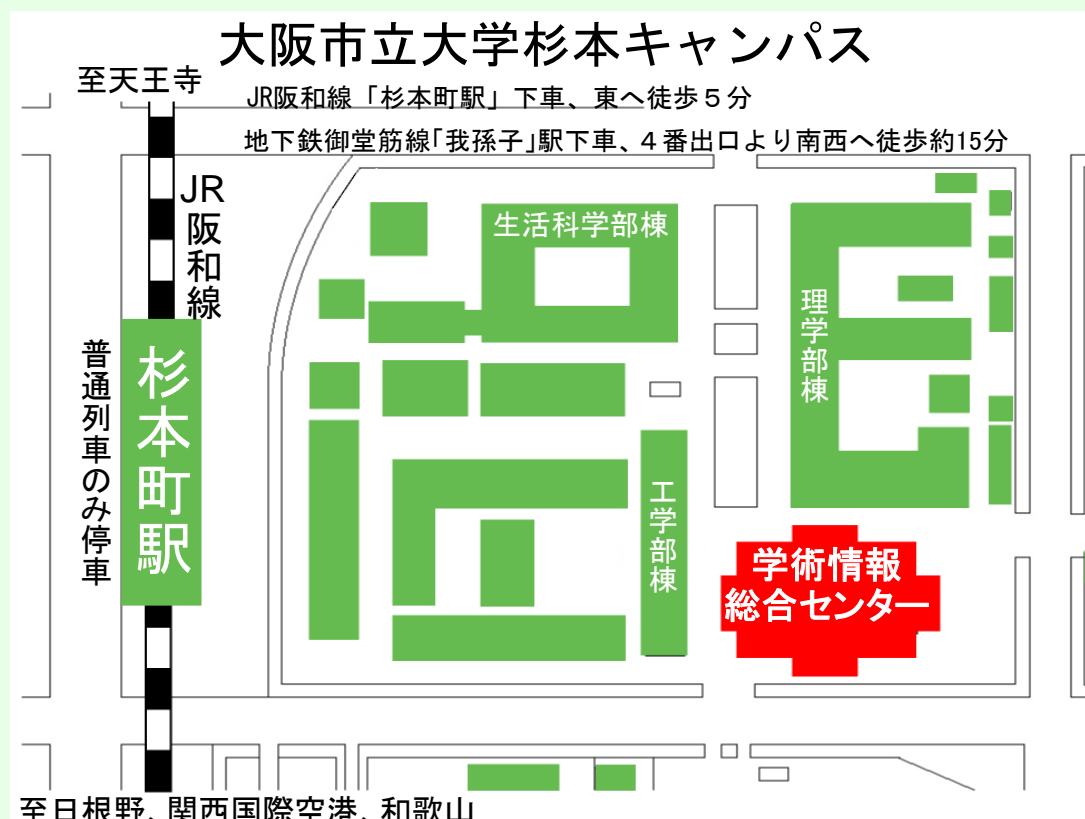 大阪市立大学杉本キャンパス
至天王寺
JR阪和線「杉本町駅」下車、東へ徒歩５分
地下鉄御堂筋線「我孫子」駅下車、４番出口より南西へ徒歩約15分
JR阪和線
生活科学部棟
理学部棟
普通列車のみ停車
杉本町駅
工学部棟
学術情報
総合センター
至日根野、関西国際空港、和歌山